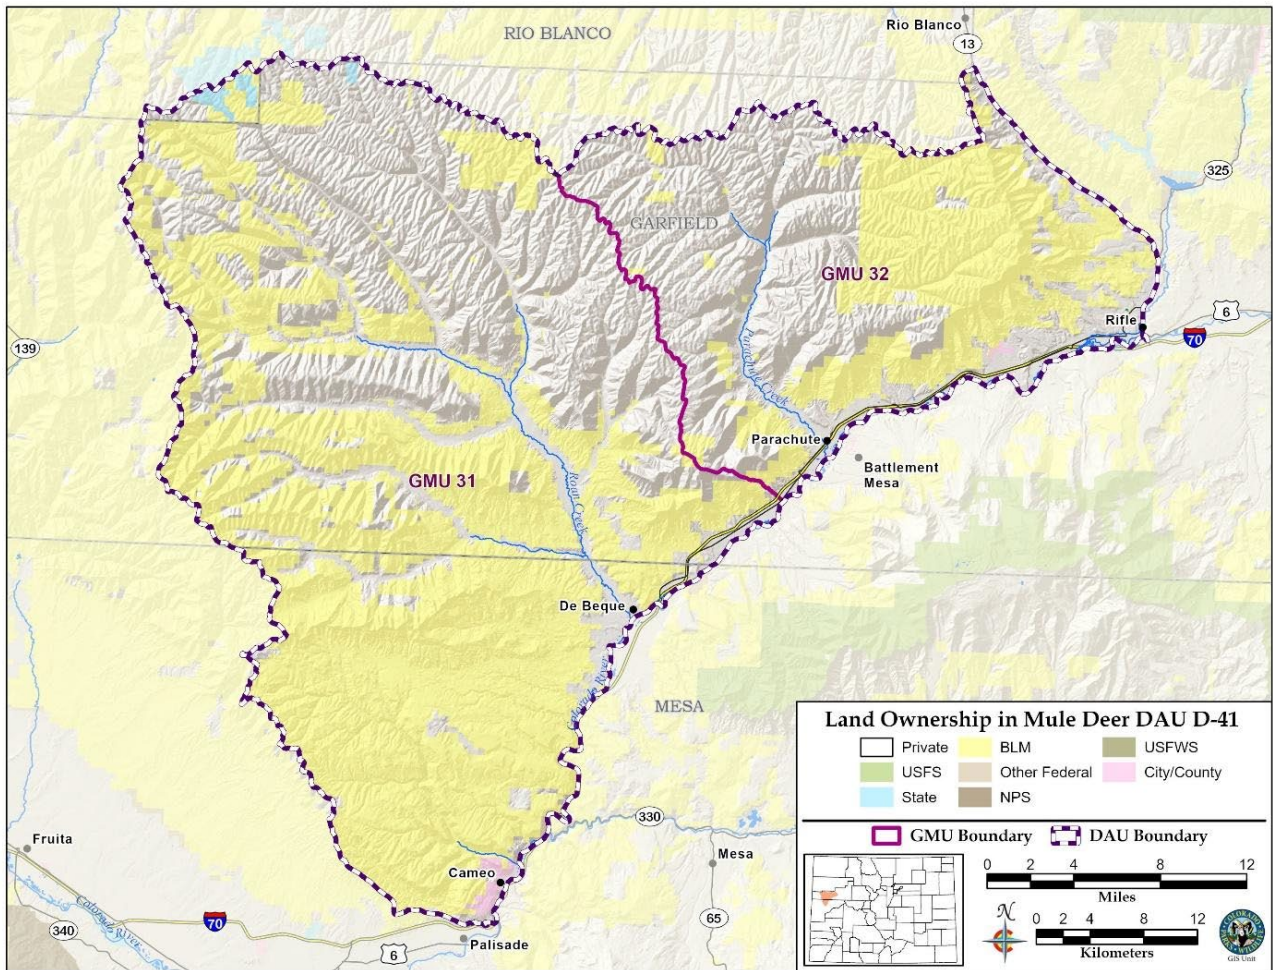 RIO BLANCO
Rio Blanco
13
325
GARFIELD
GMU 32
Rifle
6
70
139
Parachute Creek
Parachute
Battlement
Mesa
GMU 31
Roan Creek
De Beque
Colorado River
MESA
330
Fruita
Mesa
Cameo
Colorado River
70
65
340
6
Palisade
Land Ownership in Mule Deer DAU D-41
Private
BLM
USFWS
USFS
Other Federal
City/County
State
NPS
GMU Boundary
DAU Boundary
0 2 4 8 12
Miles
N
0 2 4 8 12
Kilometers
COLORADO
GIS Unit